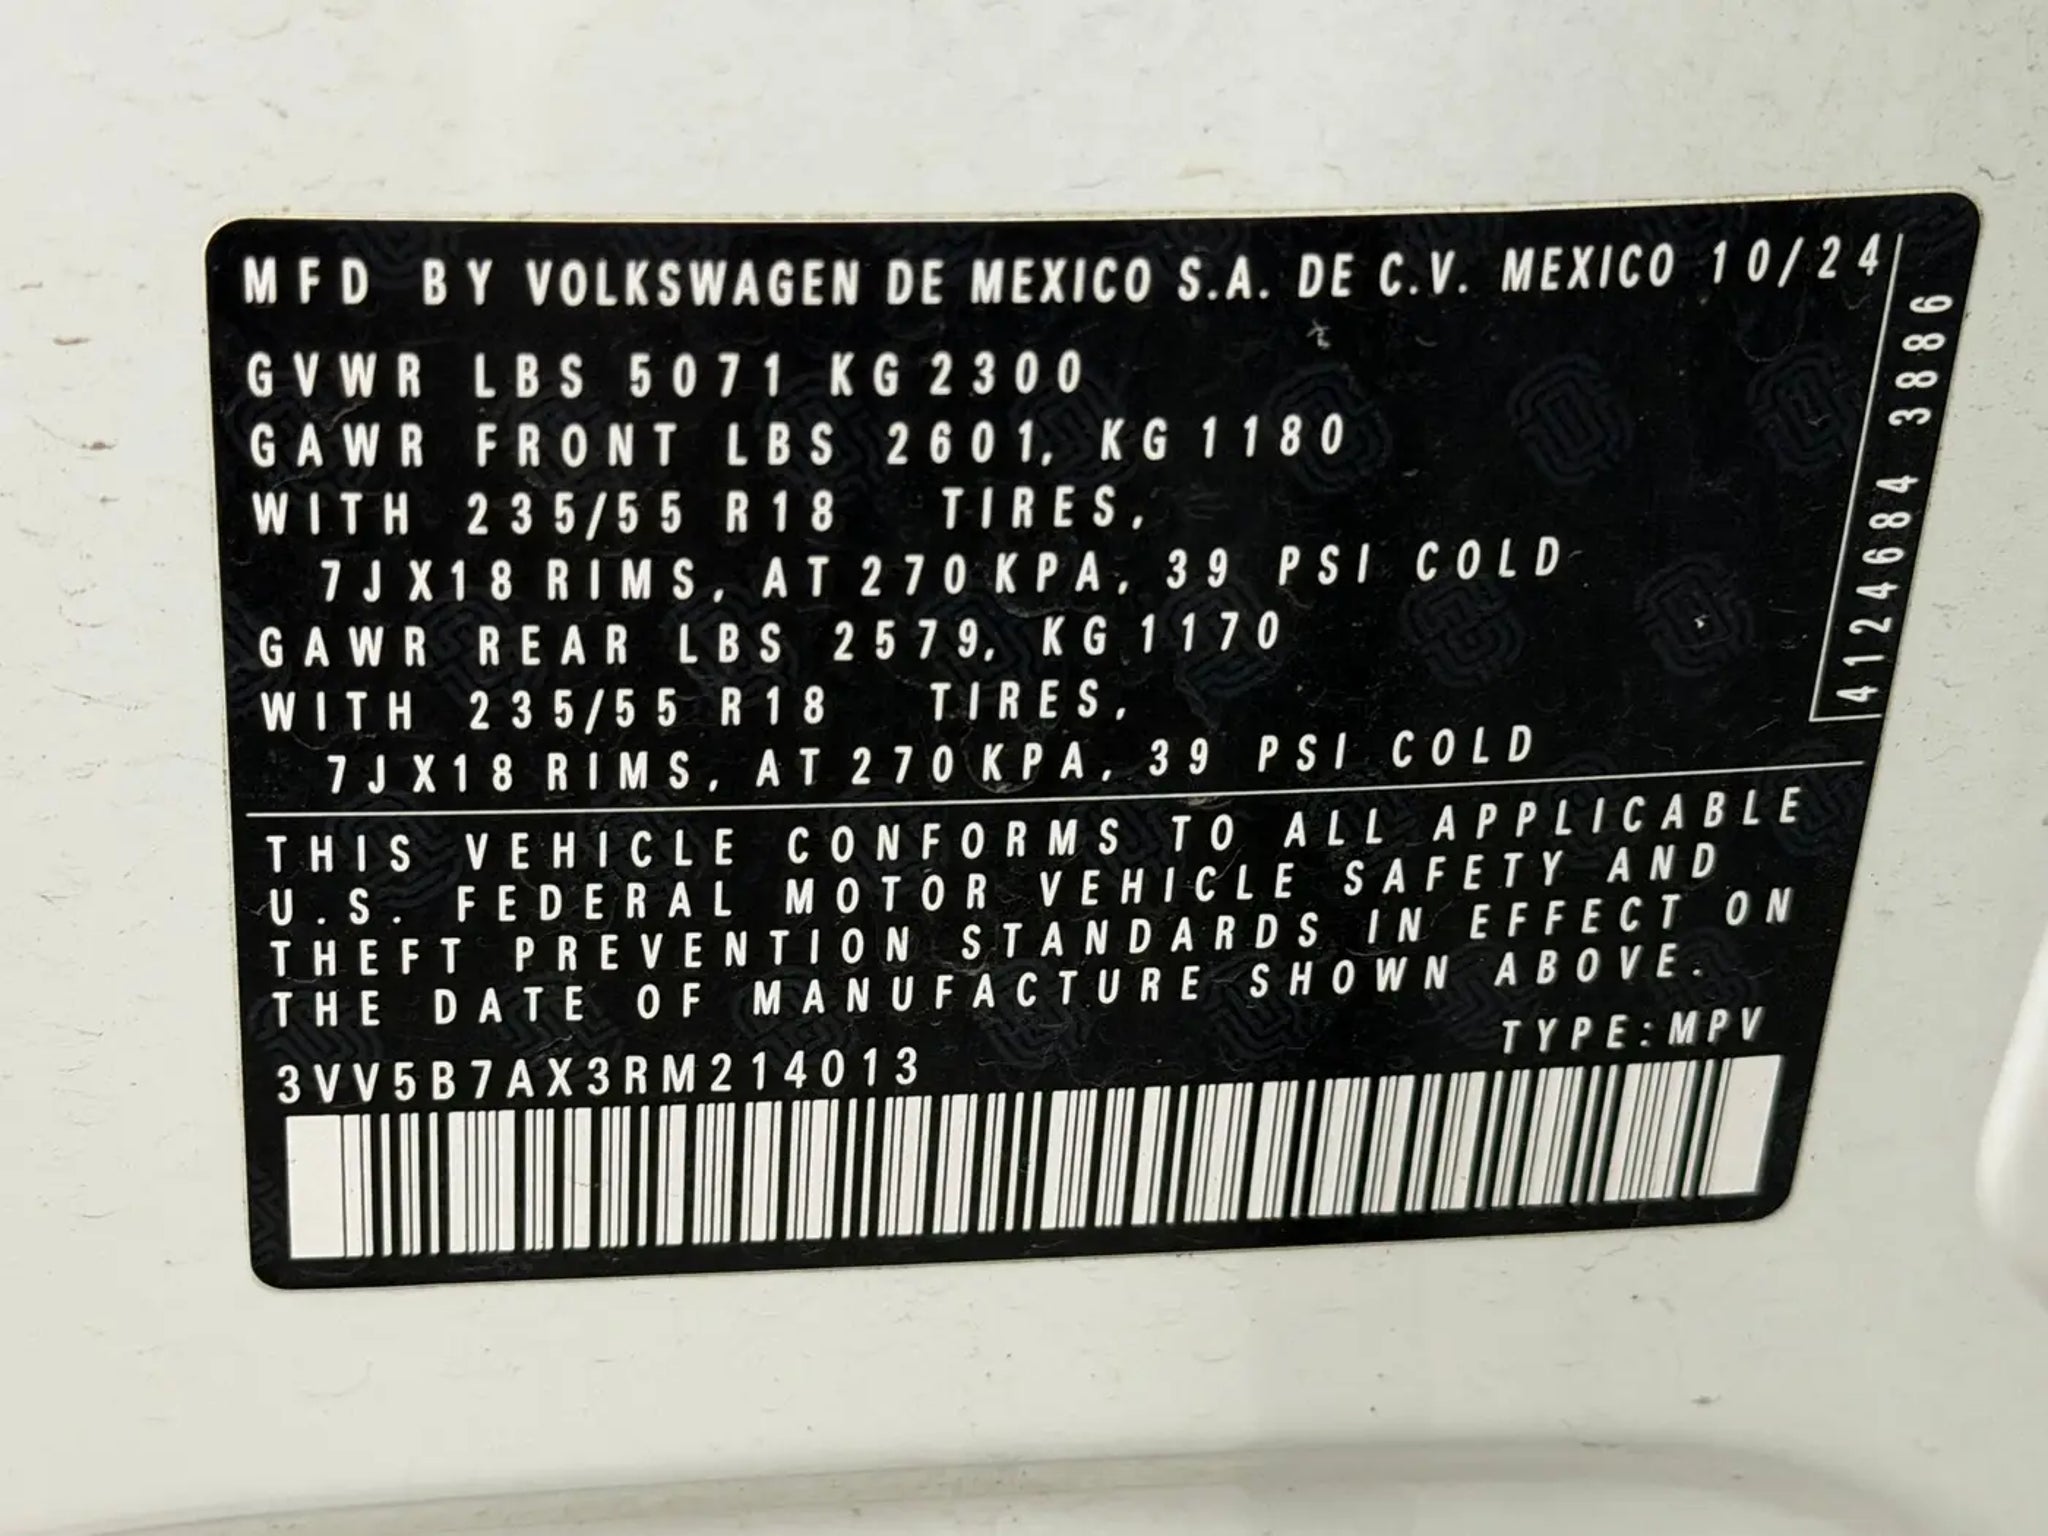 MFD BY VOLKSWAGEN DE MEXICO S.A. DE C.V. MEXICO 10/24
GVWR LBS 5071 KG 2300
GAWR FRONT LBS 2601, KG 1180
WITH 235/55 R18 TIRES,
7JX18 RIMS, AT 270 KPA, 39 PSI COLD
GAWR REAR LBS 2579, KG 1170
WITH 235/55 R18 TIRES,
7JX18 RIMS, AT 270 KPA, 39 PSI COLD
4124684 3886
THIS VEHICLE CONFORMS TO ALL APPLICABLE
U.S. FEDERAL MOTOR VEHICLE SAFETY AND
THEFT PREVENTION STANDARDS IN EFFECT ON
THE DATE OF MANUFACTURE SHOWN ABOVE.
TYPE:MPV
3VV5B7AX3RM214013